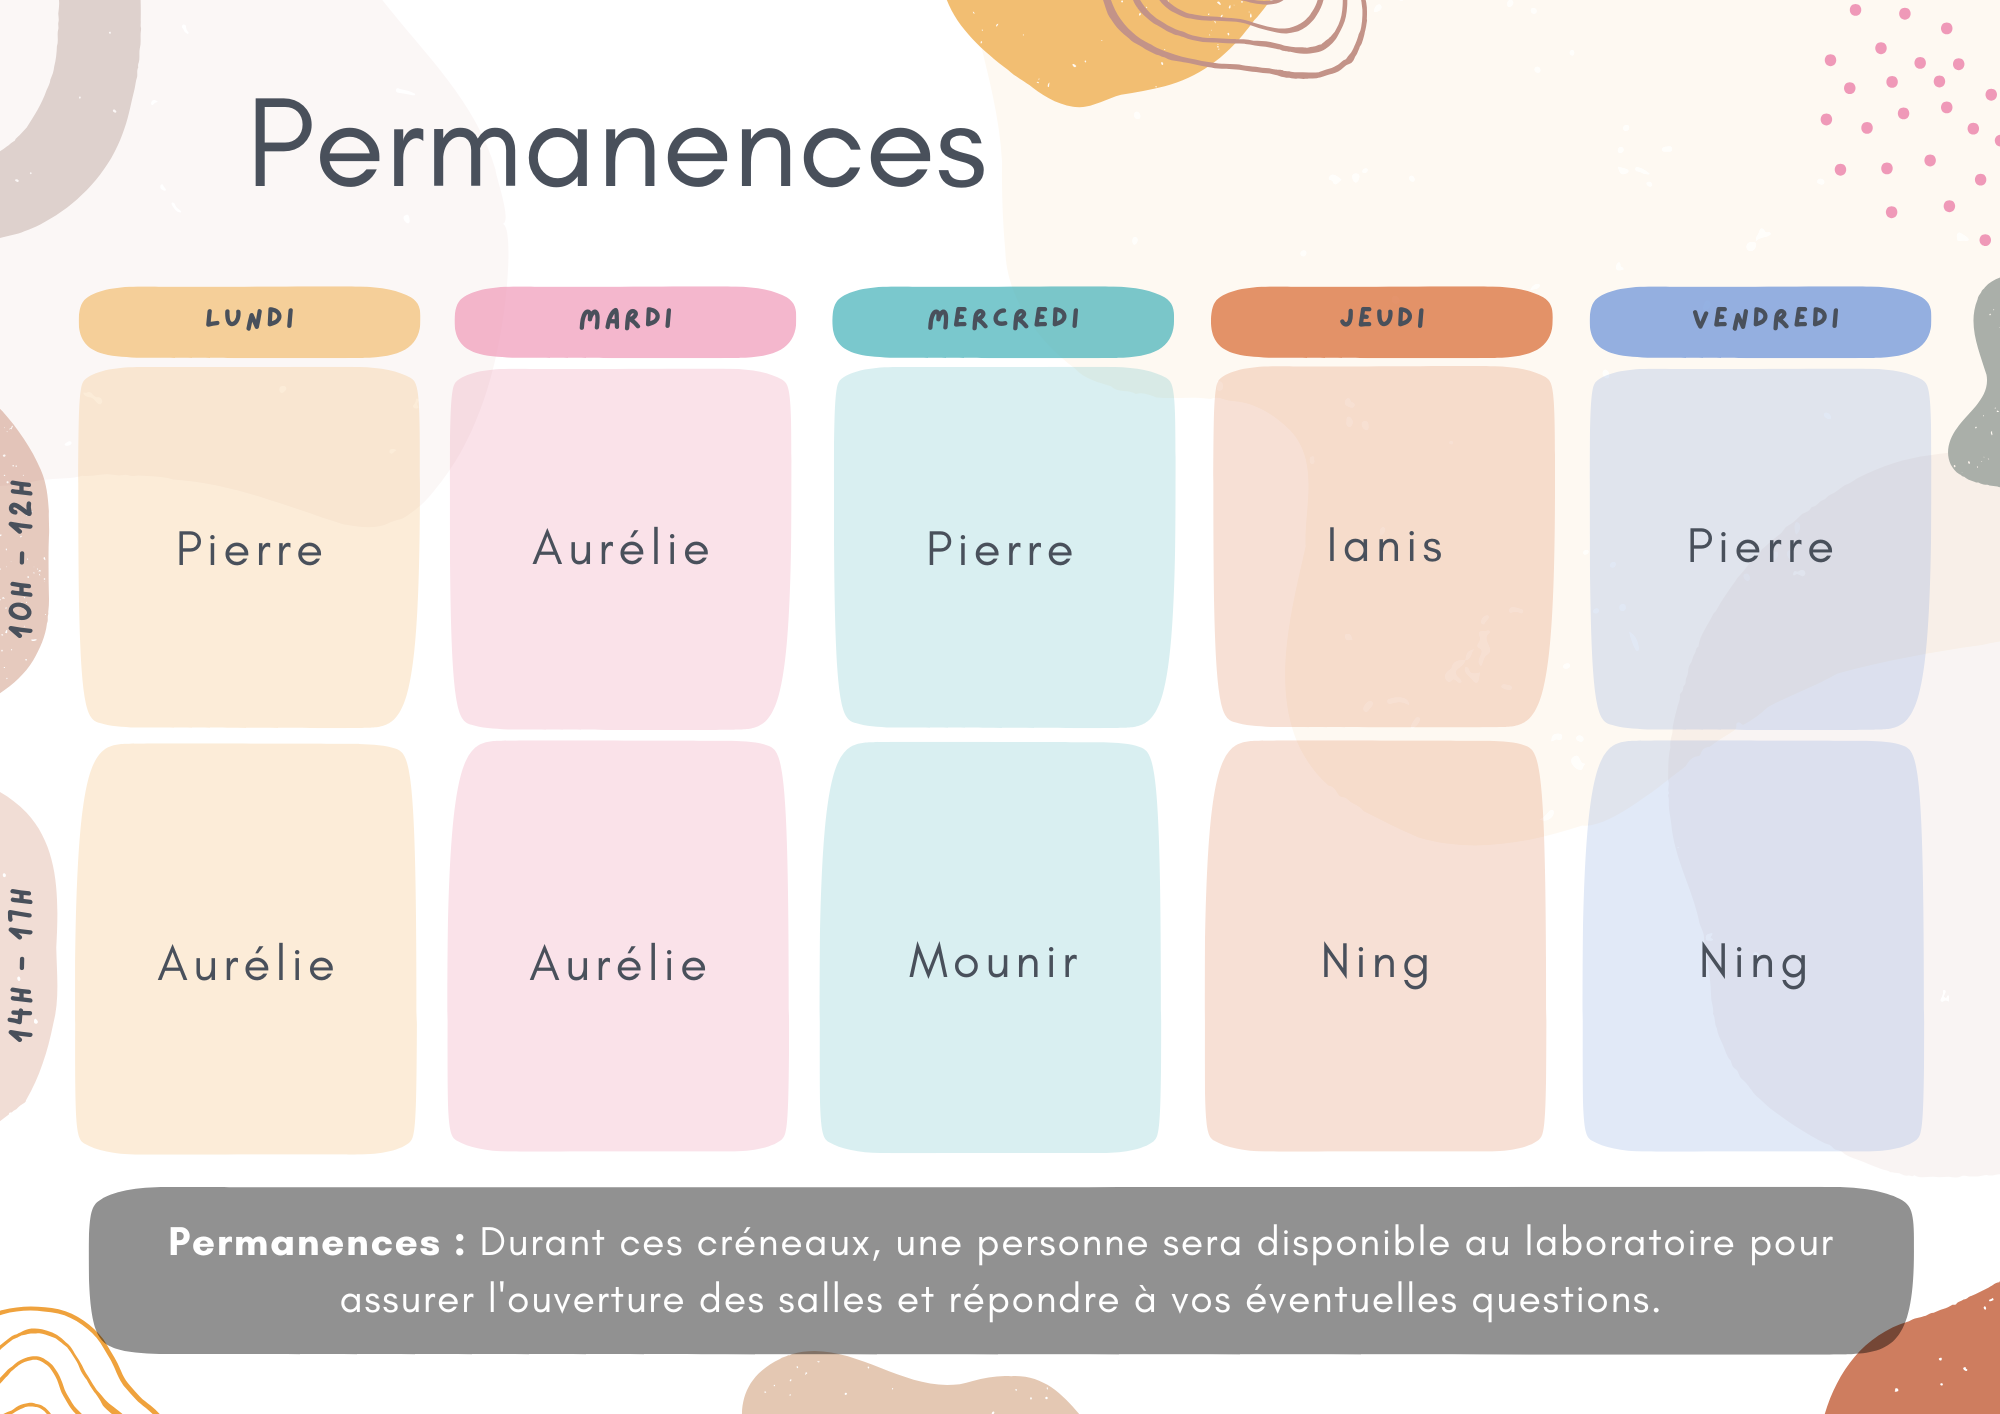 Permanences
LUNDI
MARDI
MERCREDI
JEUDI
VENDREDI
10H - 12H
Pierre
Aurélie
Pierre
Ianis
Pierre
14H - 17H
Aurélie
Aurélie
Mounir
Ning
Ning
Permanences : Durant ces créneaux, une personne sera disponible au laboratoire pour
assurer l'ouverture des salles et répondre à vos éventuelles questions.